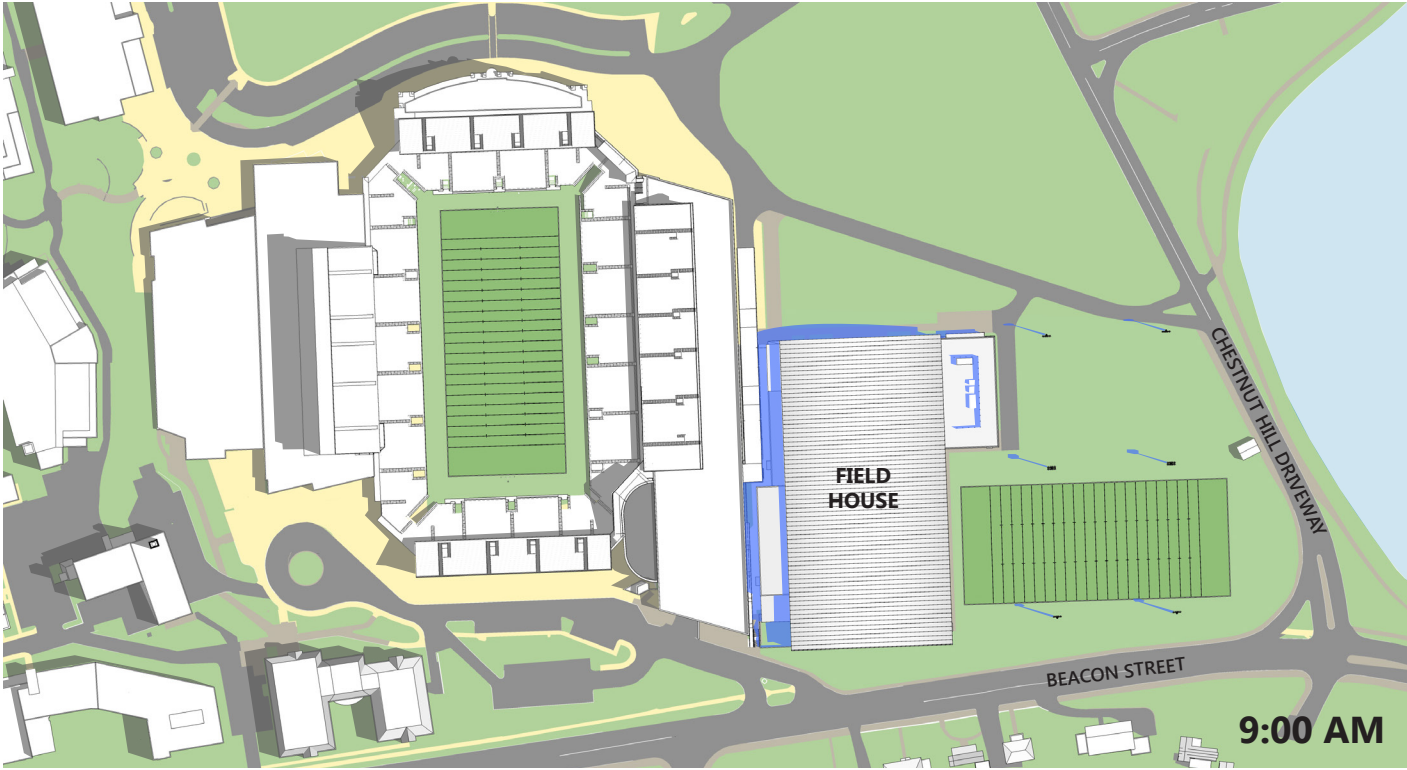 CHESTNUT HILL DRIVEWAY
FIELD
HOUSE
BEACON STREET
9:00 AM